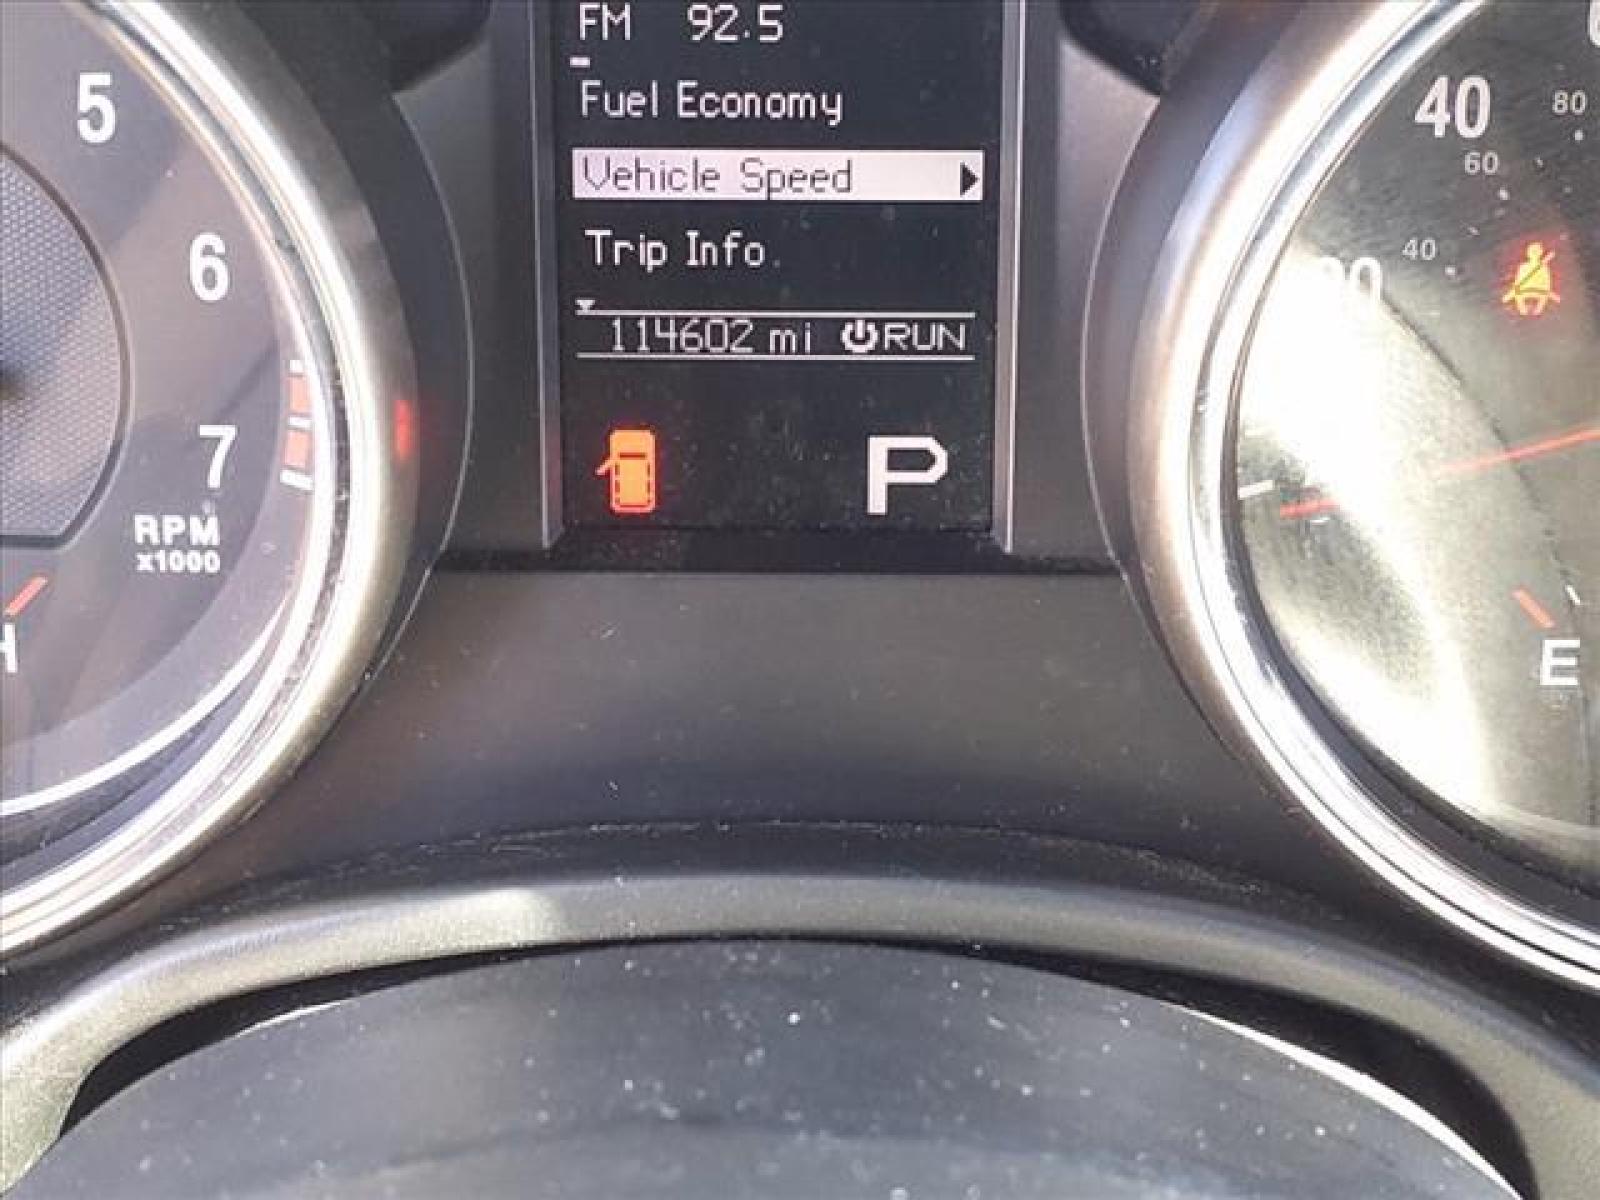 FM 92.5
Fuel Economy
Vehicle Speed
Trip Info
114602 mi RUN
P
5
6
7
RPM
x1000
H
40
80
60
40
E